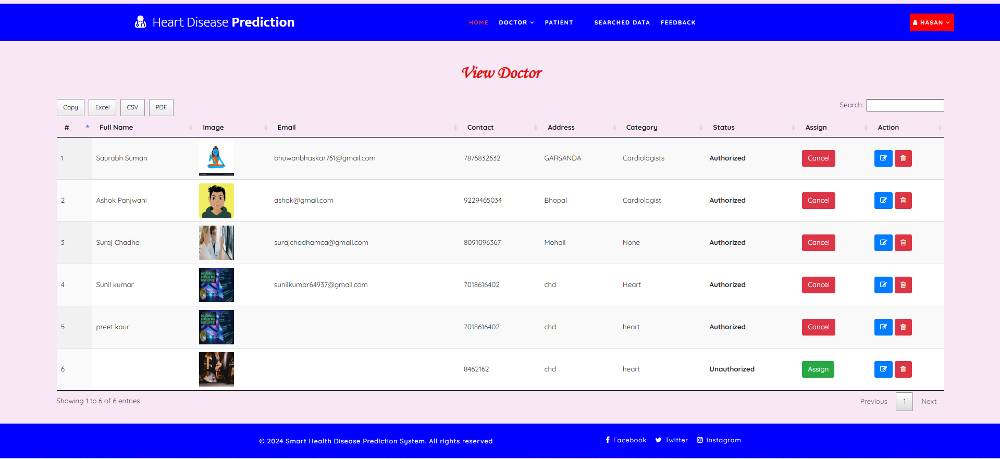 Heart Disease Prediction HOME DOCTOR PATIENT SEARCHED DATA FEEDBACK HASAN
View Doctor
Copy Excel CSV PDF Search:
# Full Name Image Email Contact Address Category Status Assign Action
1 Saurabh Suman bhuwanbhaskar761@gmail.com 7876832632 GARSANDA Cardiologists Authorized Cancel
2 Ashok Panjwani ashok@gmail.com 9229465034 Bhopal Cardiologist Authorized Cancel
3 Suraj Chadha surajchadhamca@gmail.com 8091096367 Mohali None Authorized Cancel
4 Sunil kumar sunilkumar64937@gmail.com 7018616402 chd Heart Authorized Cancel
5 preet kaur 7018616402 chd heart Authorized Cancel
6 8462162 chd heart Unauthorized Assign
Showing 1 to 6 of 6 entries Previous 1 Next
© 2024 Smart Health Disease Prediction System. All rights reserved Facebook Twitter Instagram